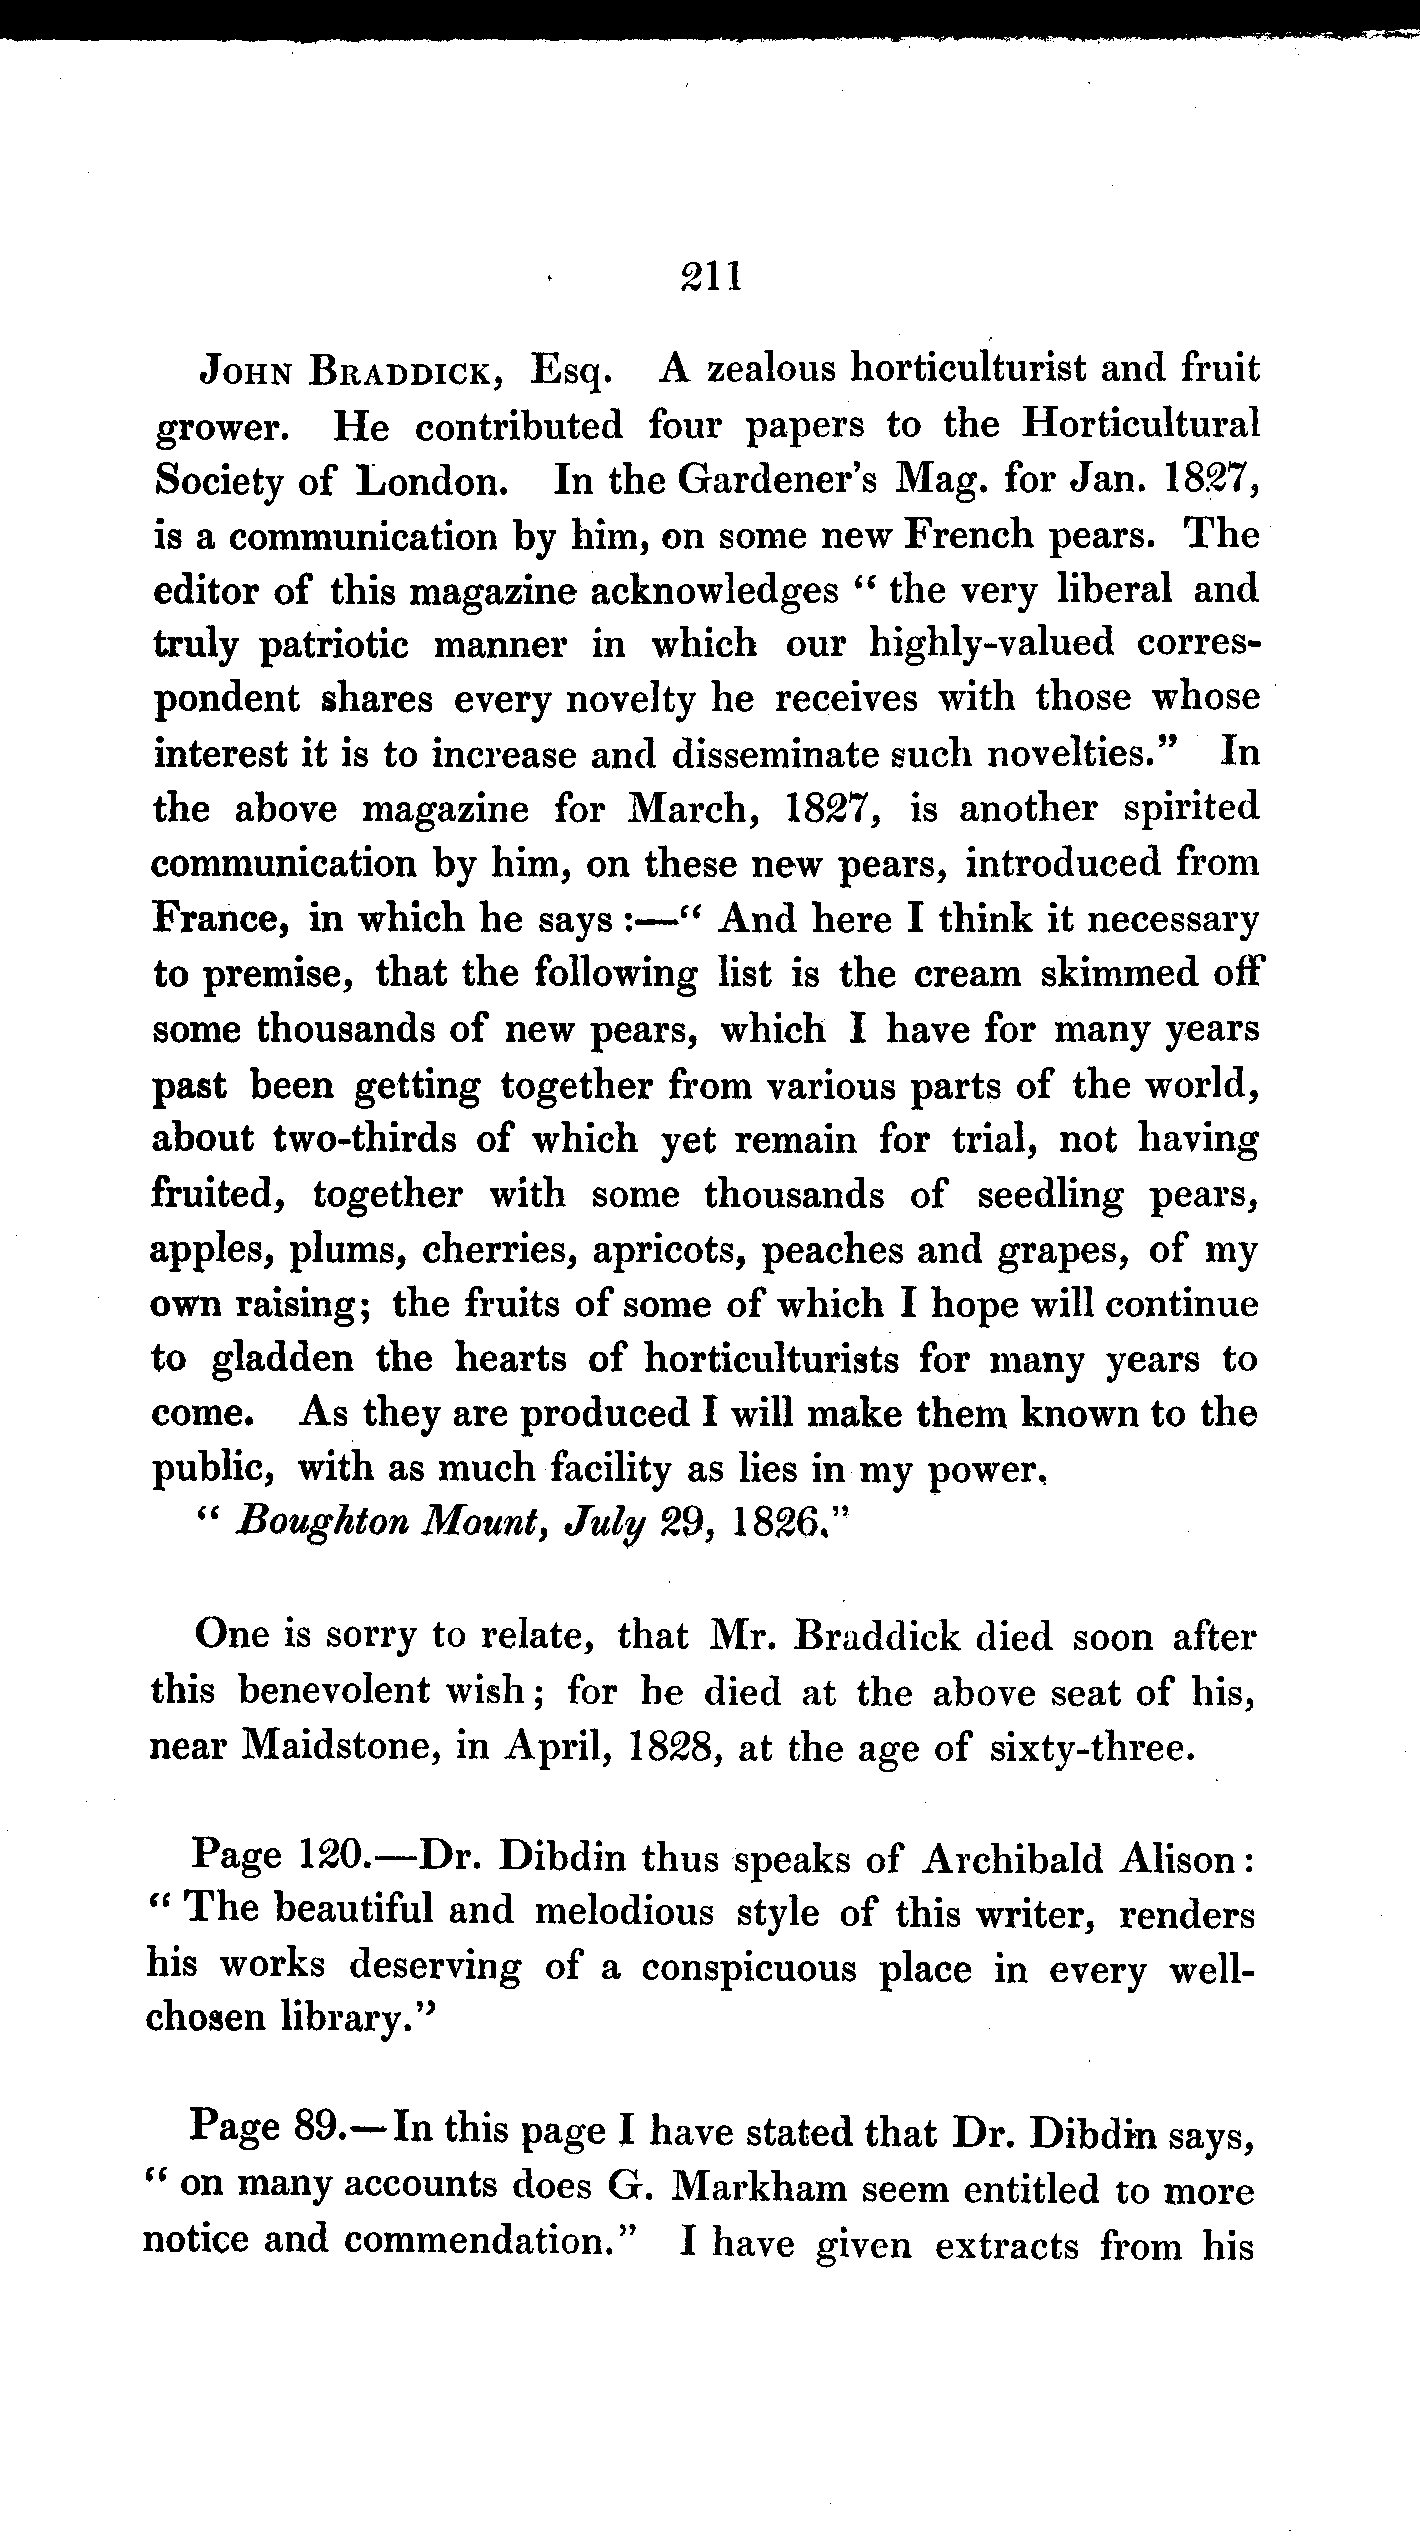 211
JOHN BRADDICK, Esq. A zealous horticulturist and fruit
grower. He contributed four papers to the Horticultural
Society of London. In the Gardener's Mag. for Jan. 1827,
is a communication by him, on some new French pears. The
editor of this magazine acknowledges “ the very liberal and
truly patriotic manner in which our highly-valued corres-
pondent shares every novelty he receives with those whose
interest it is to increase and disseminate such novelties.” In
the above magazine for March, 1827, is another spirited
communication by him, on these new pears, introduced from
France, in which he says :—“ And here I think it necessary
to premise, that the following list is the cream skimmed off
some thousands of new pears, which I have for many years
past been getting together from various parts of the world,
about two-thirds of which yet remain for trial, not having
fruited, together with some thousands of seedling pears,
apples, plums, cherries, apricots, peaches and grapes, of my
own raising; the fruits of some of which I hope will continue
to gladden the hearts of horticulturists for many years to
come. As they are produced I will make them known to the
public, with as much facility as lies in my power.
“ Boughton Mount, July 29, 1826.”
One is sorry to relate, that Mr. Braddick died soon after
this benevolent wish; for he died at the above seat of his,
near Maidstone, in April, 1828, at the age of sixty-three.
Page 120.—Dr. Dibdin thus speaks of Archibald Alison:
“ The beautiful and melodious style of this writer, renders
his works deserving of a conspicuous place in every well-
chosen library.”
Page 89.—In this page I have stated that Dr. Dibdin says,
“ on many accounts does G. Markham seem entitled to more
notice and commendation.” I have given extracts from his